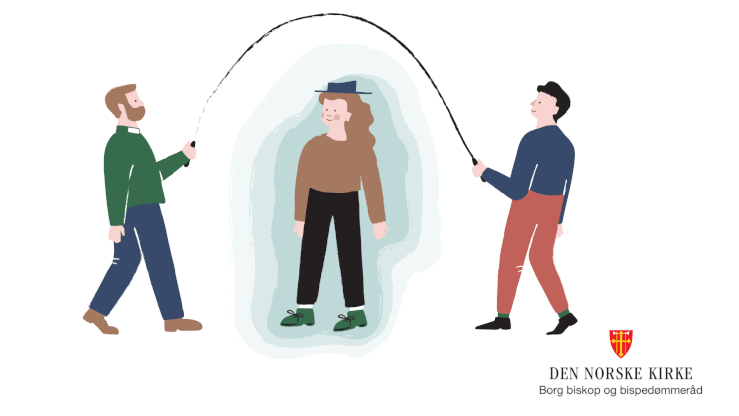 DEN NORSKE KIRKE
Borg biskop og bispedømmeråd